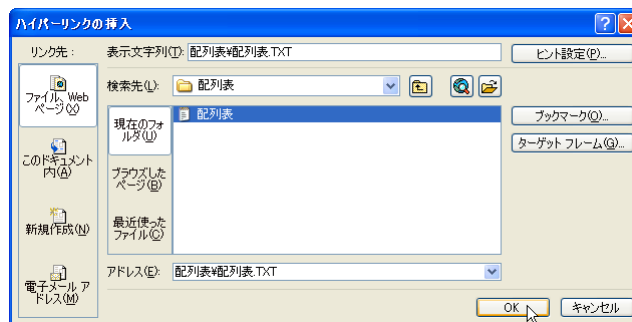 ハイパーリンクの挿入
リンク先：
表示文字列(T): 配列表¥配列表.TXT
ヒント設定(P)...
ファイル、Web
ページ(X)
検索先(L):
配列表
現在のフォ
ルダ(U)
配列表
ブックマーク(O)...
ターゲット フレーム(G)...
このドキュメント
内(A)
ブラウズした
ページ(B)
新規作成(N)
最近使った
ファイル(C)
電子メール ア
ドレス(M)
アドレス(E): 配列表¥配列表.TXT
OK
キャンセル